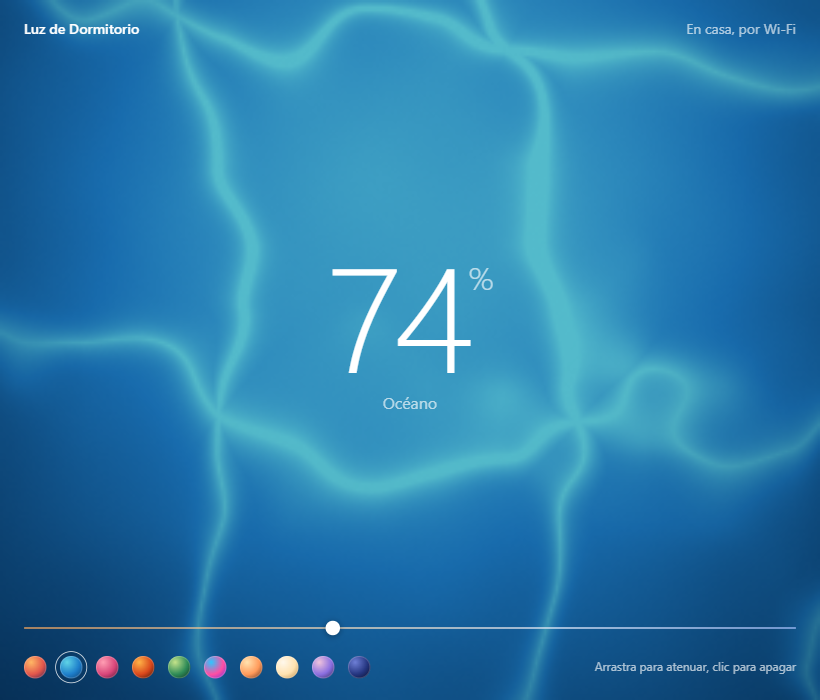 Luz de Dormitorio
En casa, por Wi-Fi
74%
Océano
Arrastra para atenuar, clic para apagar